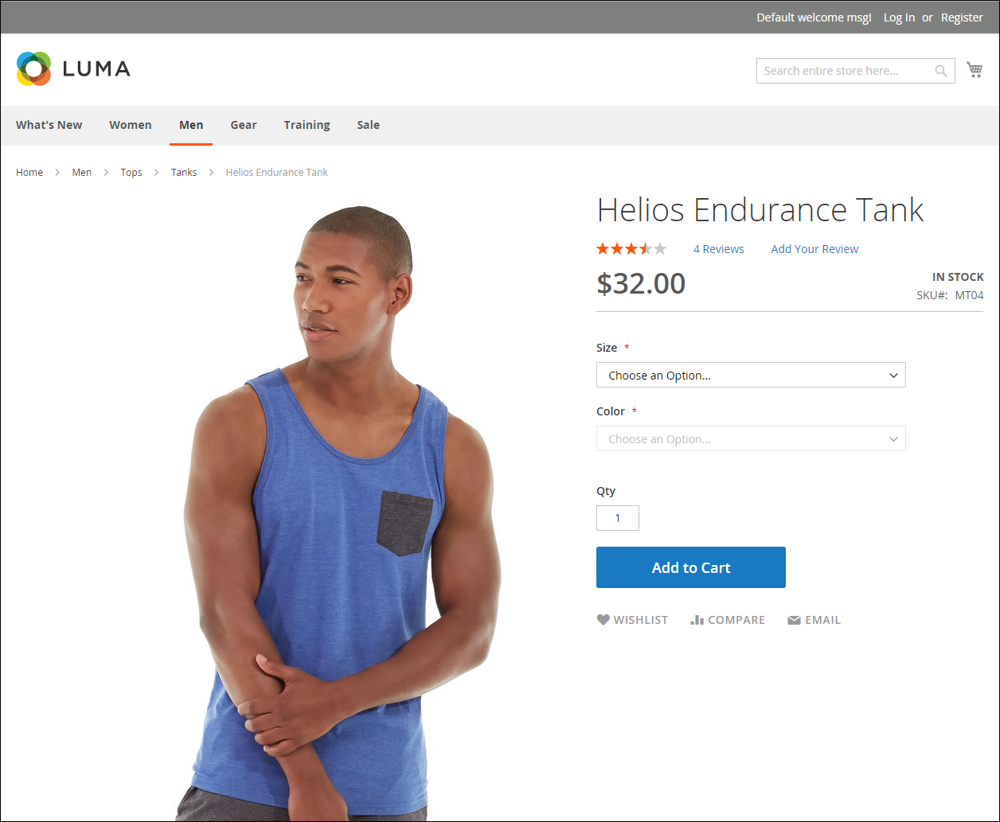 Default welcome msg! Log In or Register
LUMA
Search entire store here...
What's New Women Men Gear Training Sale
Home > Men > Tops > Tanks > Helios Endurance Tank
Helios Endurance Tank
4 Reviews Add Your Review
$32.00
IN STOCK
SKU#: MT04
Size *
Choose an Option...
Color *
Choose an Option...
Qty
1
Add to Cart
WISHLIST COMPARE EMAIL